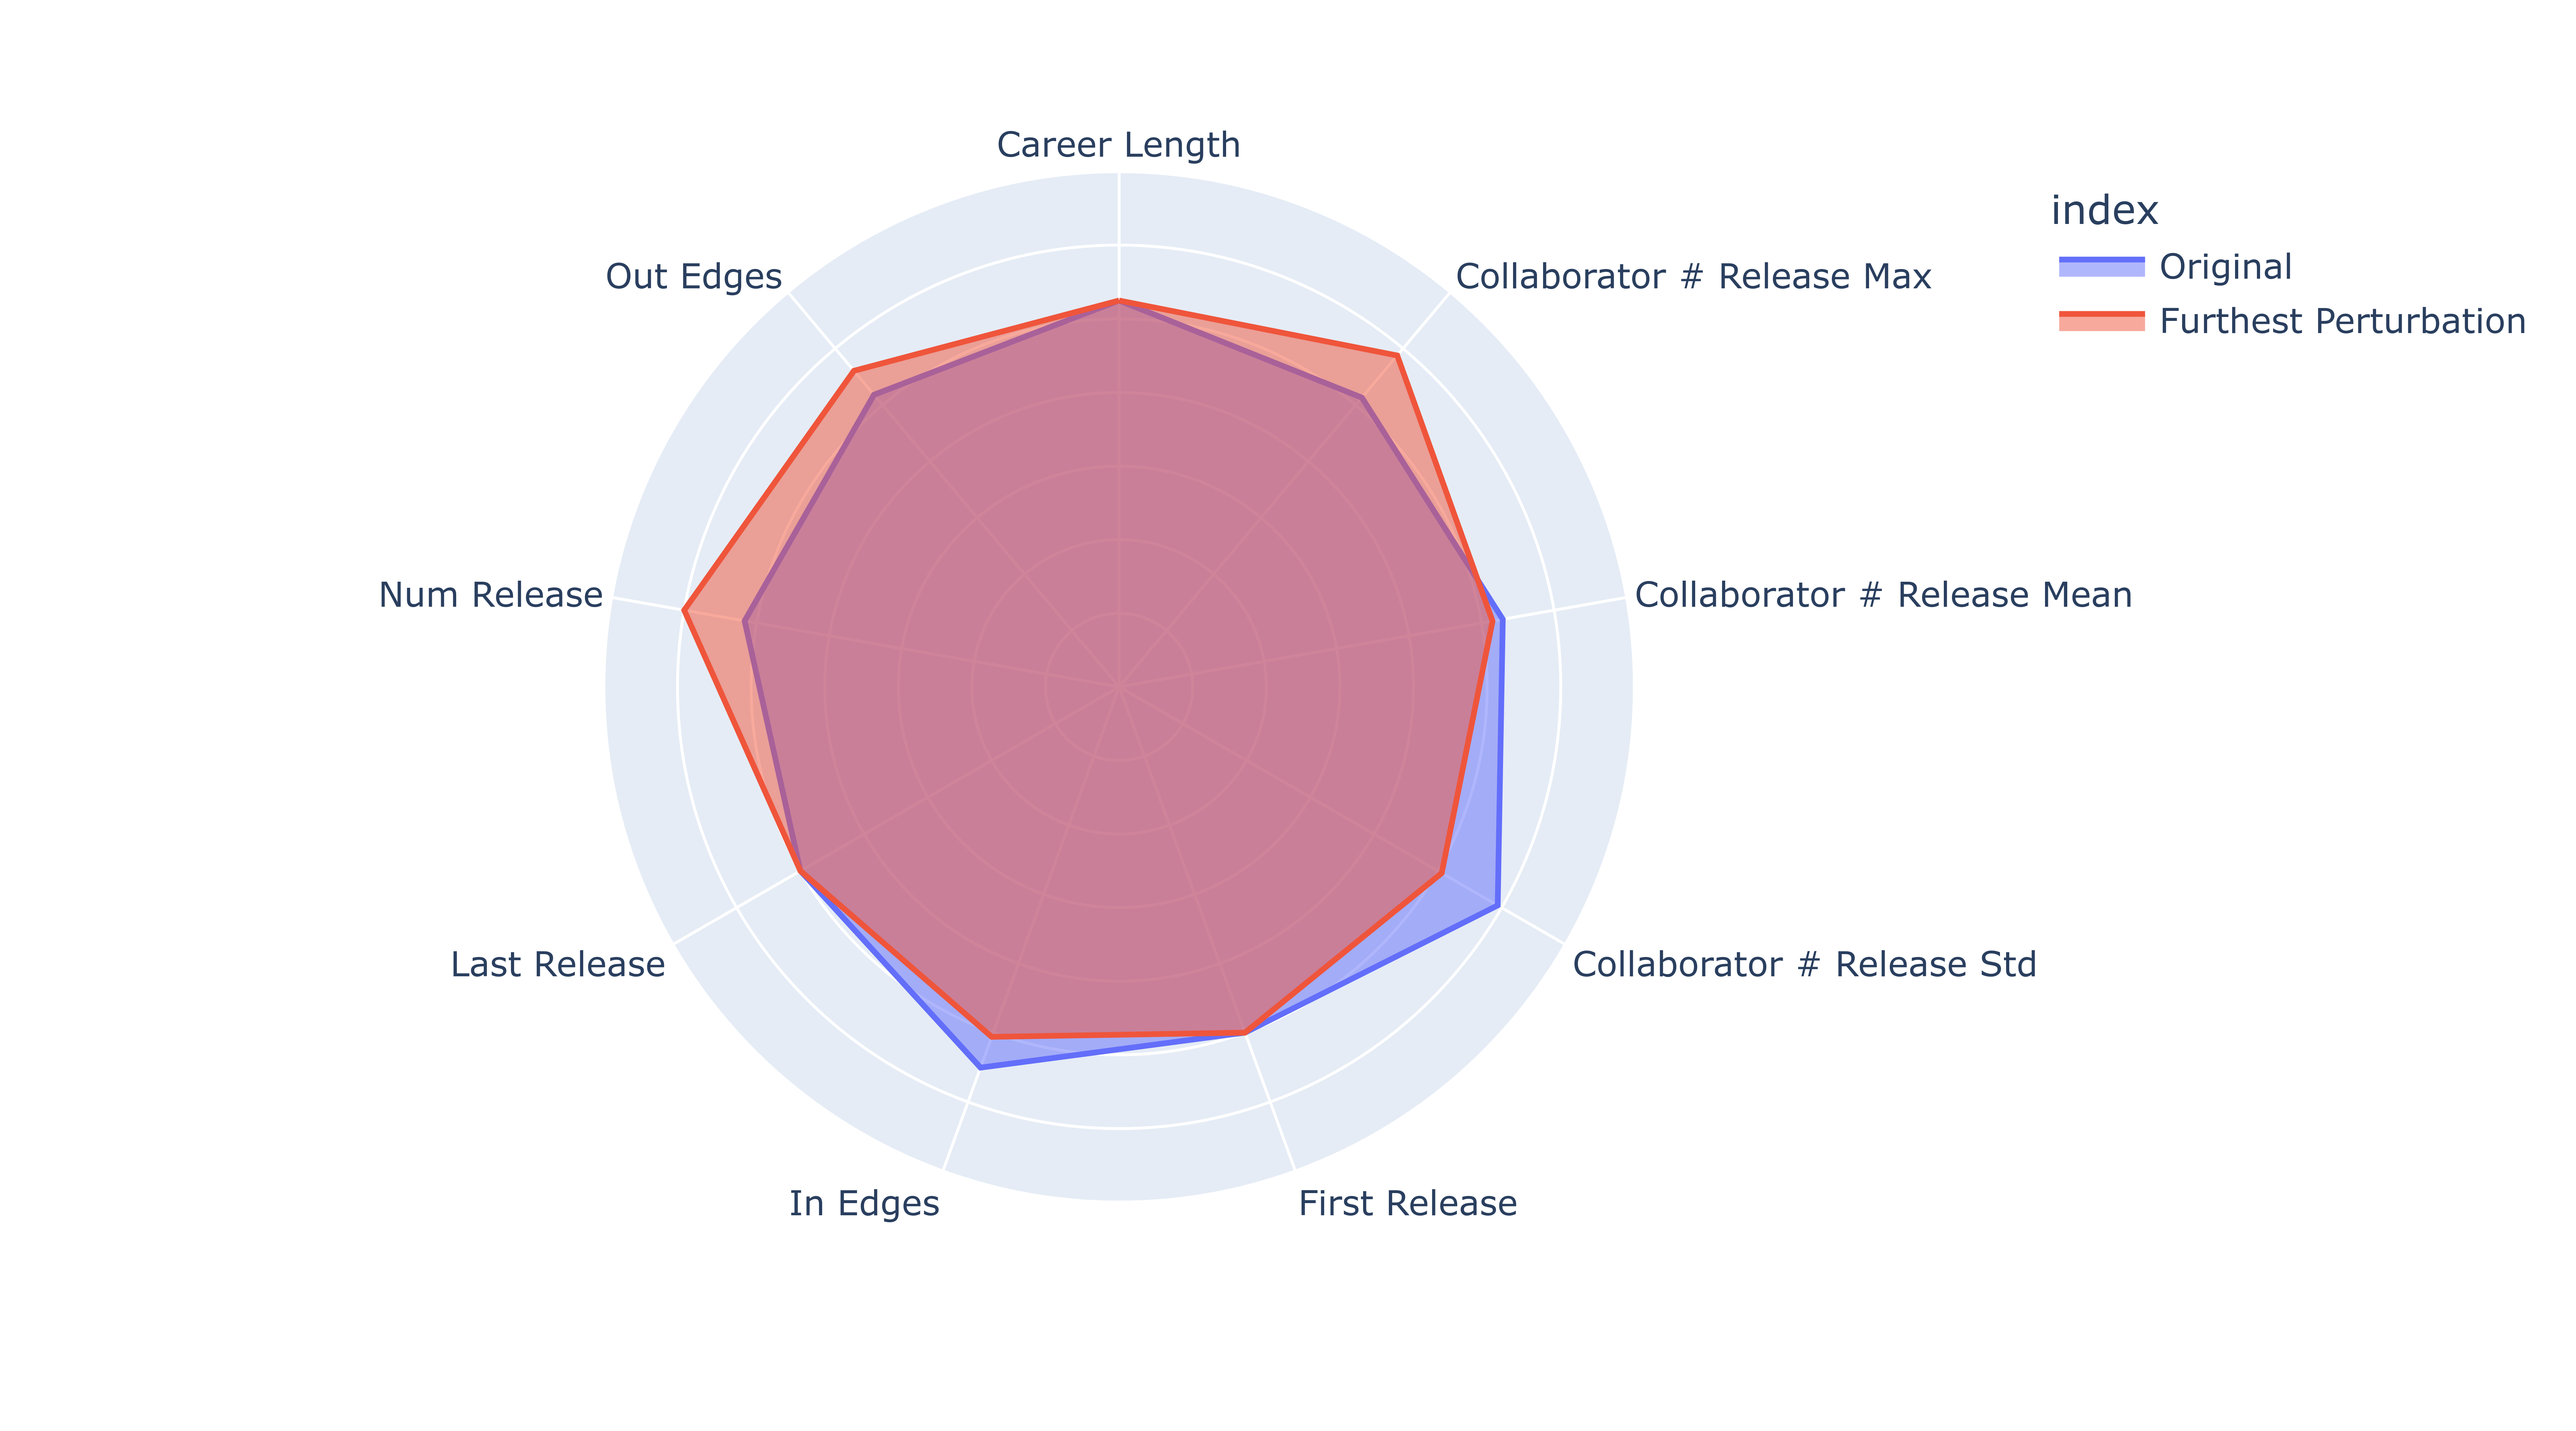 Career Length
Out Edges
Collaborator # Release Max
index
Original
Furthest Perturbation
Num Release
Collaborator # Release Mean
Last Release
Collaborator # Release Std
In Edges
First Release